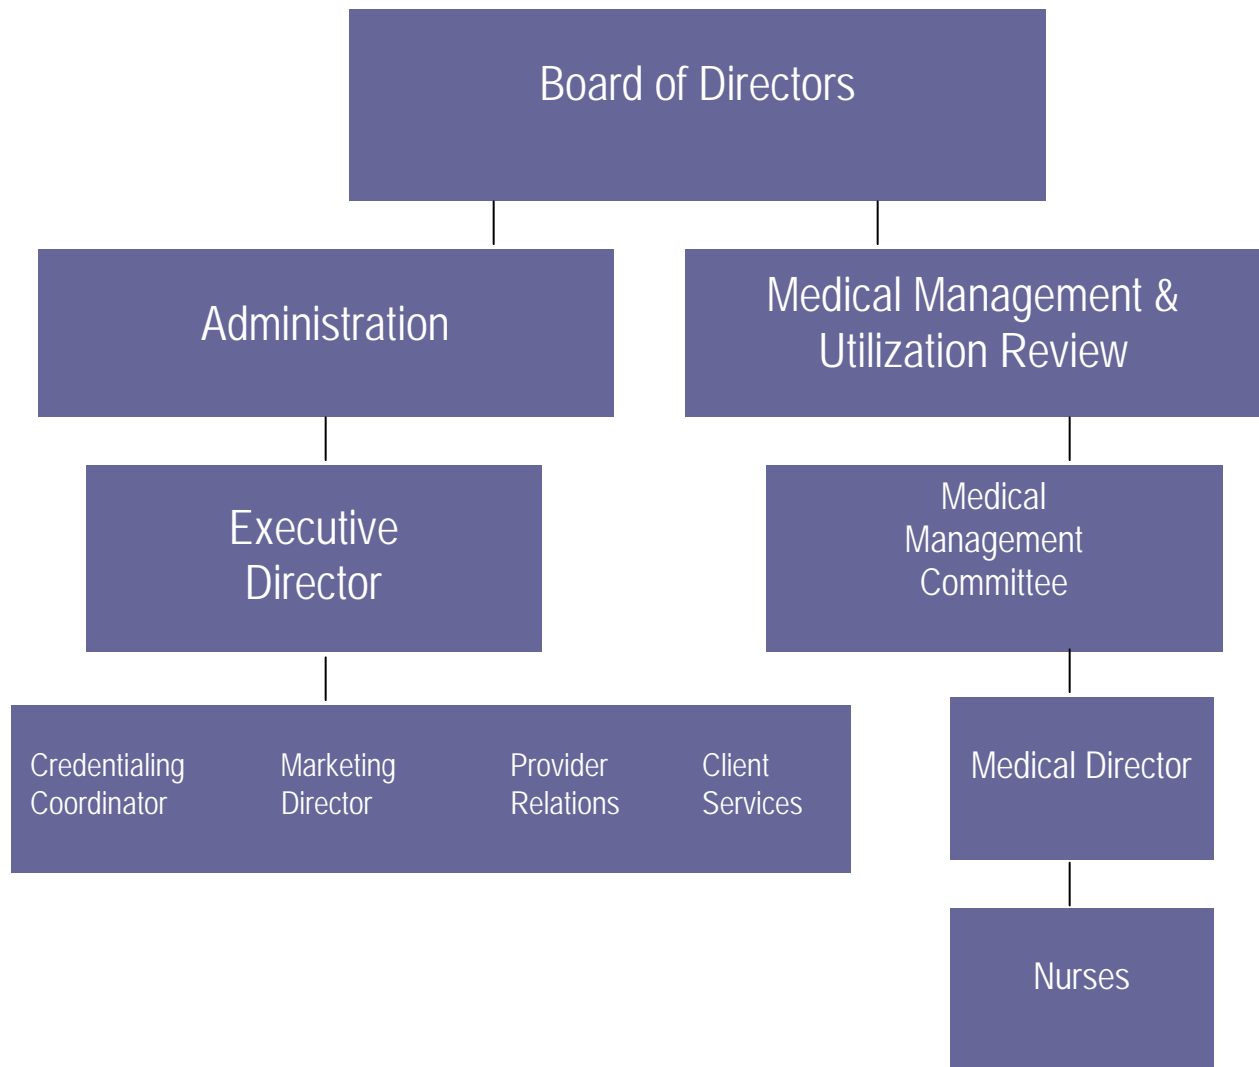 Board of Directors
Administration
Medical Management &
Utilization Review
Executive
Director
Medical
Management
Committee
Credentialing
Coordinator
Marketing
Director
Provider
Relations
Client
Services
Medical Director
Nurses